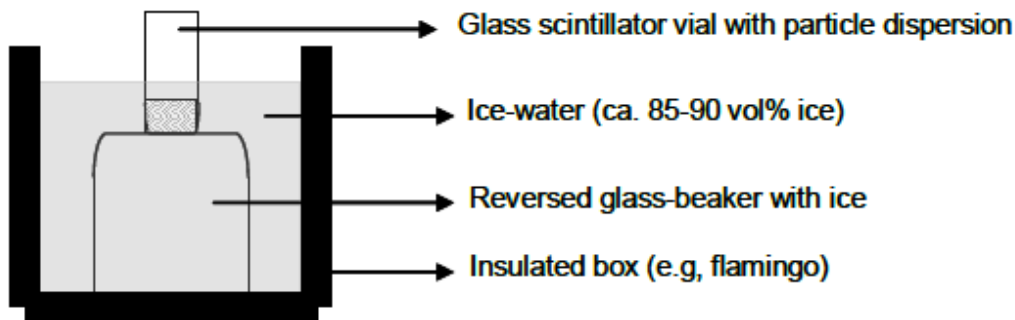 Glass scintillator vial with particle dispersion
Ice-water (ca. 85-90 vol% ice)
Reversed glass-beaker with ice
Insulated box (e.g, flamingo)